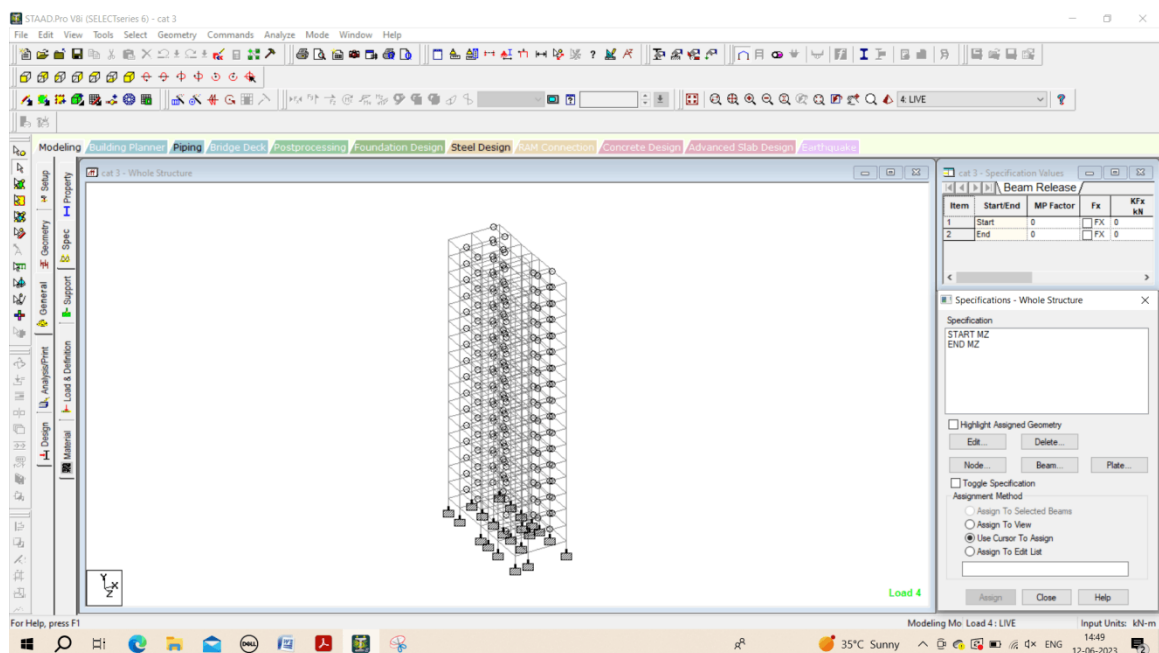 STAAD.Pro V8i (SELECTseries 6) - cat 3
File Edit View Tools Select Geometry Commands Analyze Mode Window Help
4: LIVE
Modeling Building Planner Piping Bridge Deck Postprocessing Foundation Design Steel Design RAM Connection Concrete Design Advanced Slab Design Earthquake
Setup
Geometry
General
Analysis/Print
Design
Property
Spec
Support
Load & Definition
Material
cat 3 - Whole Structure
Y
X
Z
Load 4
cat 3 - Specification Values
Beam Release
Item Start/End MP Factor Fx KFx kN
1 Start 0 FX 0
2 End 0 FX 0
Specifications - Whole Structure
Specification
START MZ
END MZ
Highlight Assigned Geometry
Edit... Delete...
Node... Beam... Plate...
Toggle Specification
Assignment Method
Assign To Selected Beams
Assign To View
Use Cursor To Assign
Assign To Edit List
Assign Close Help
For Help, press F1
Modeling Mo Load 4 : LIVE Input Units: kN-m
DELL
35°C Sunny ENG 14:49
12-06-2023
2